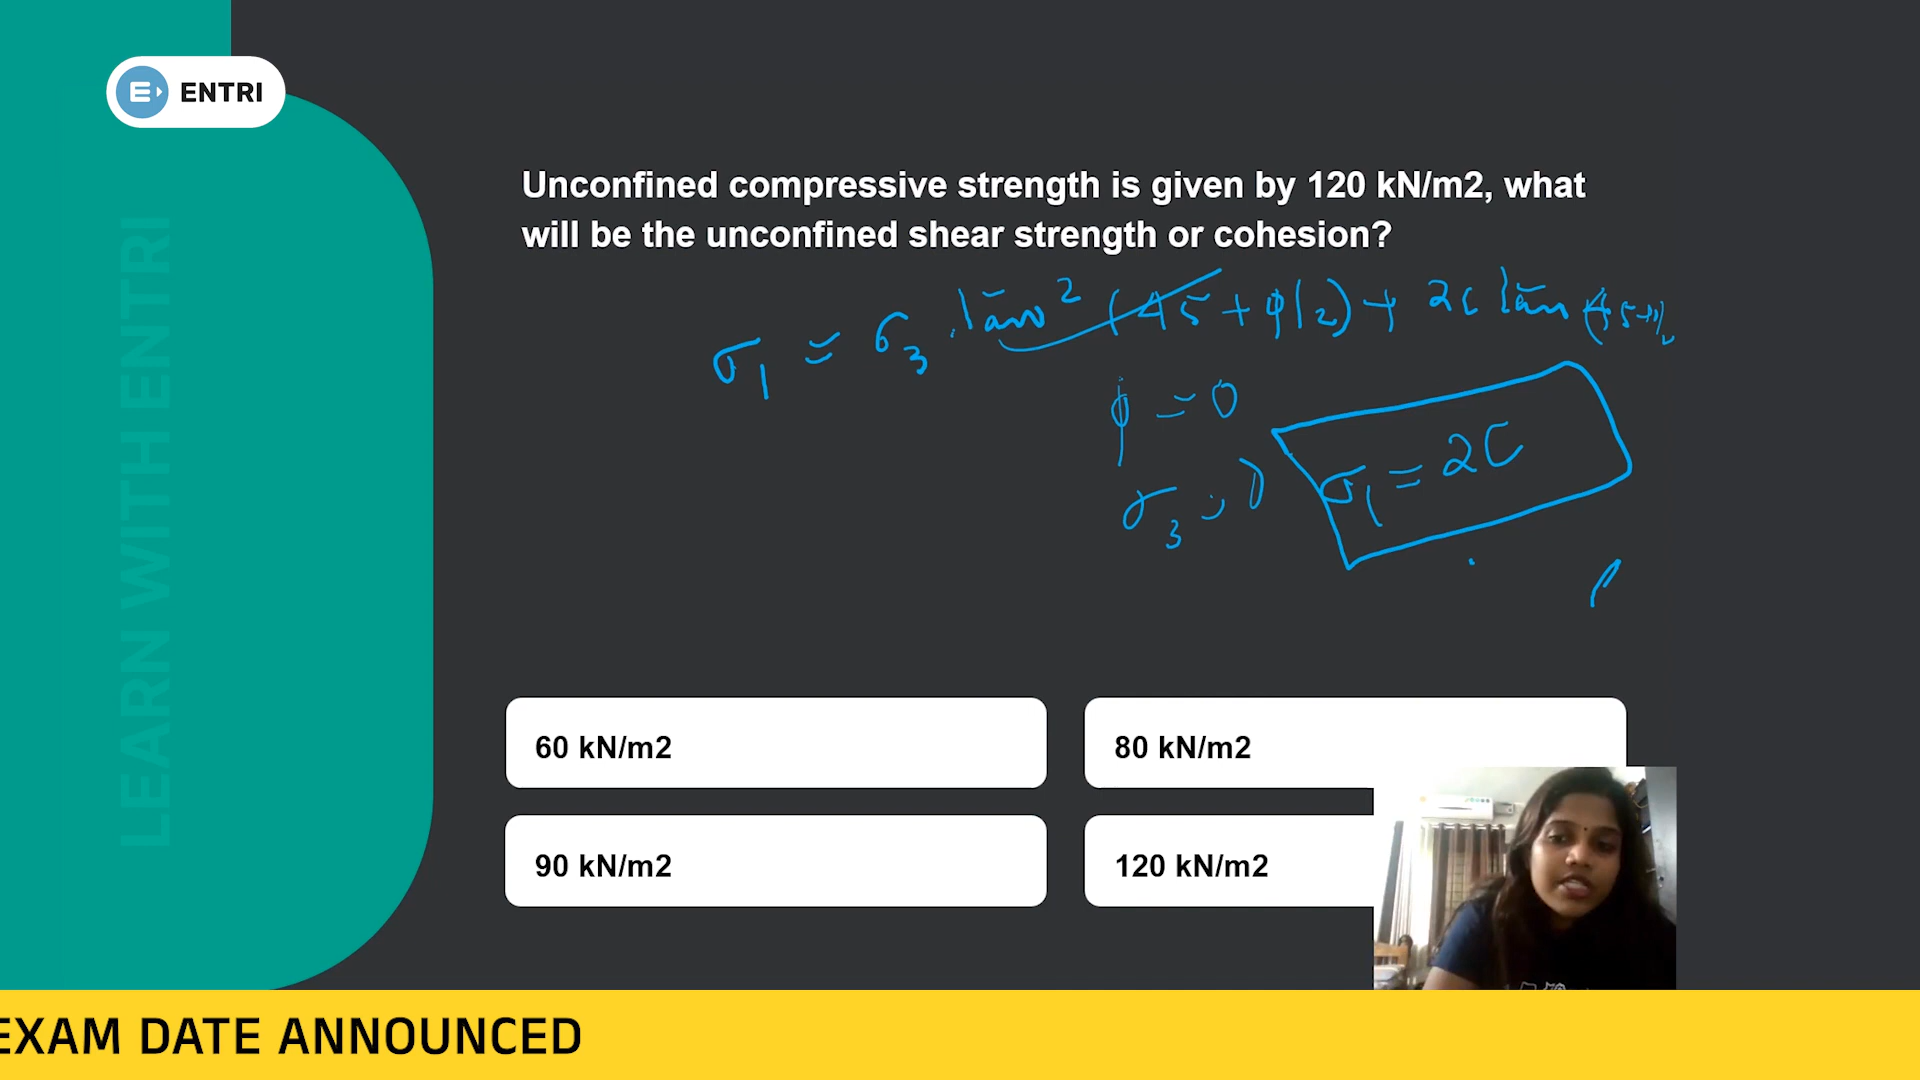 ENTRI
LEARN WITH ENTRI
Unconfined compressive strength is given by 120 kN/m2, what
will be the unconfined shear strength or cohesion?
σ₁ = σ₃ tan² (45 + φ/2) + 2c tan (45+φ/2
φ = 0
σ₃ = 0
σ₁ = 2C
60 kN/m2
80 kN/m2
90 kN/m2
120 kN/m2
EXAM DATE ANNOUNCED